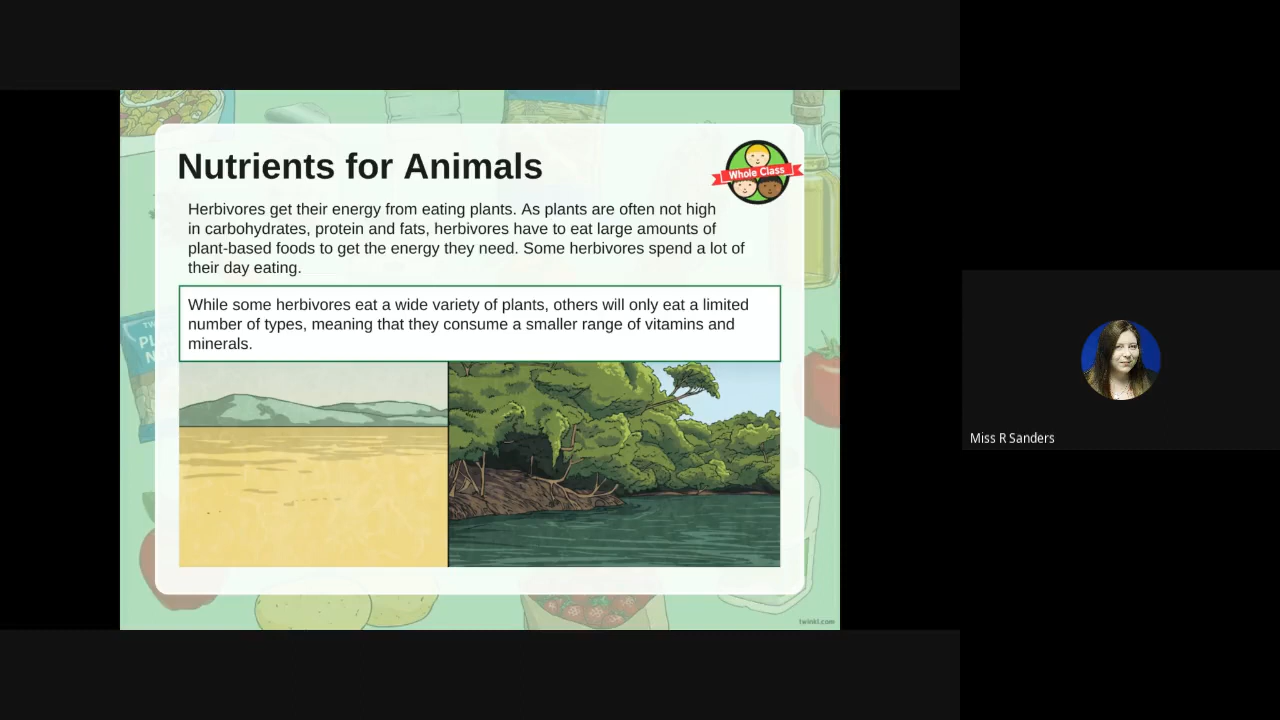 Nutrients for Animals
Whole Class
Herbivores get their energy from eating plants. As plants are often not high
in carbohydrates, protein and fats, herbivores have to eat large amounts of
plant-based foods to get the energy they need. Some herbivores spend a lot of
their day eating.
While some herbivores eat a wide variety of plants, others will only eat a limited
number of types, meaning that they consume a smaller range of vitamins and
minerals.
twinkl.com
Miss R Sanders